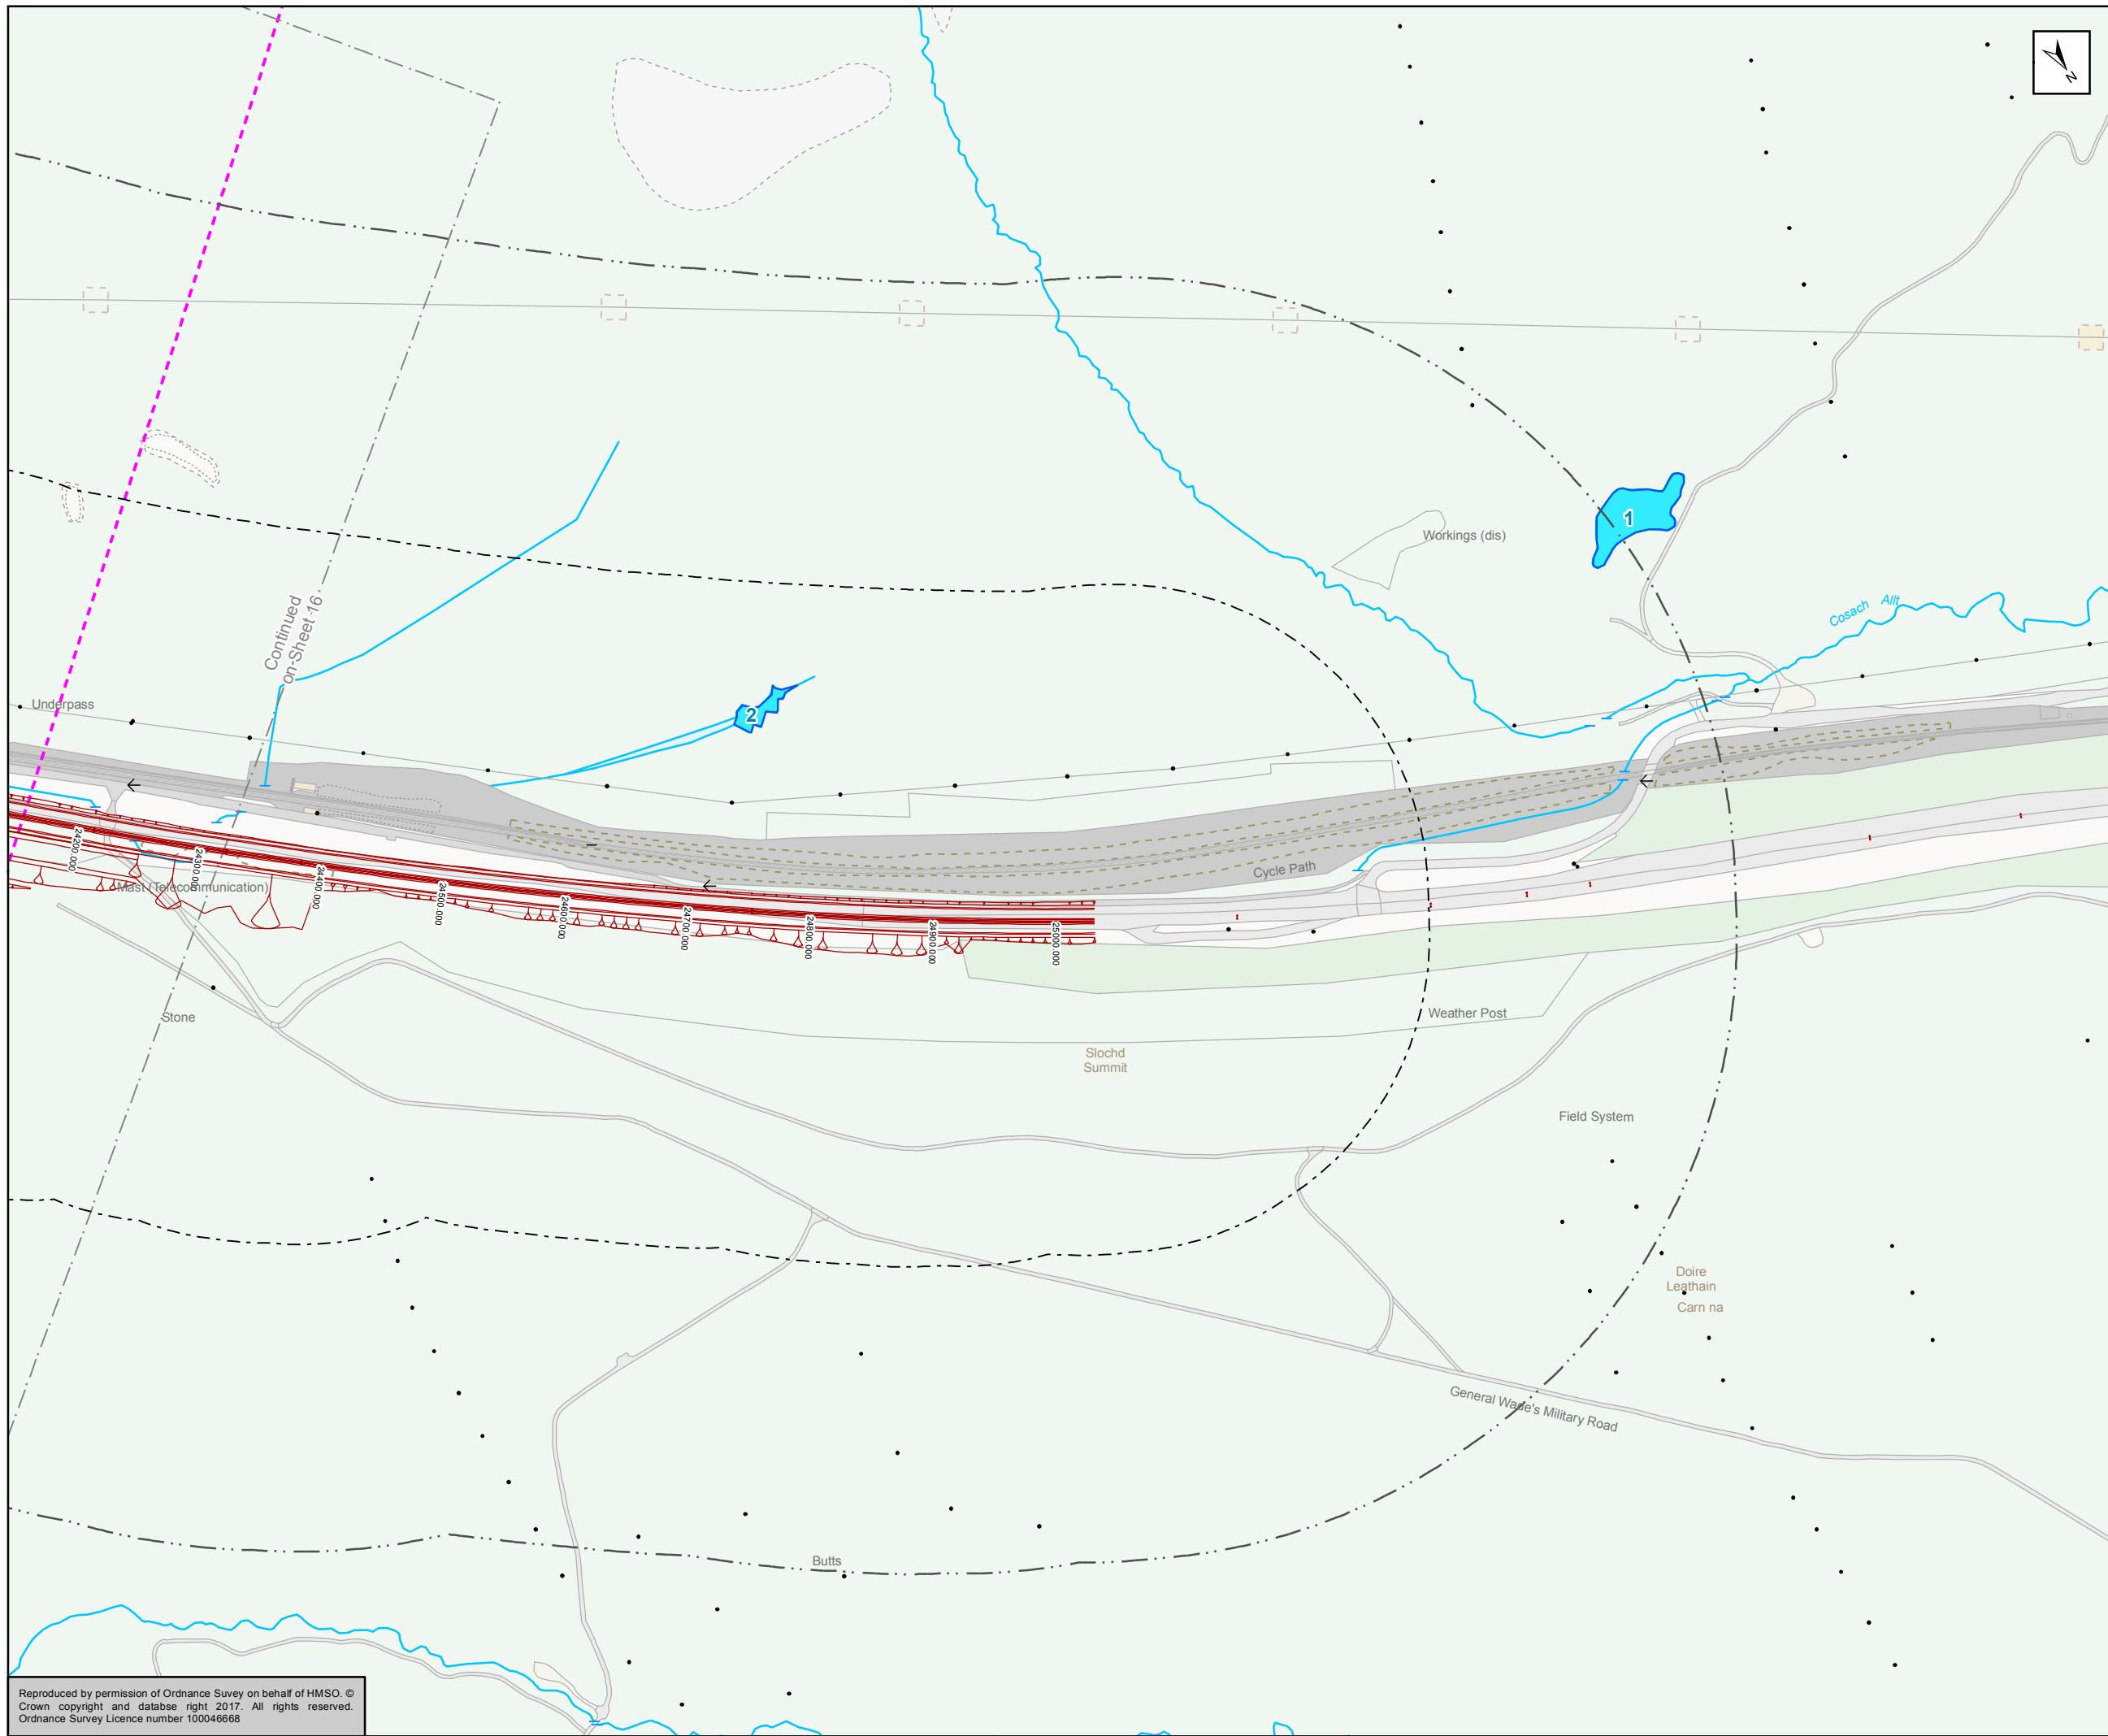 N
1
Workings (dis)
Cosach Allt
Continued
on Sheet 16
Underpass
2
24200.000
24300.000
24400.000
24500.000
24600.000
24700.000
24800.000
24900.000
25000.000
Cycle Path
Mast (Telecommunication)
Stone
Weather Post
Slochd
Summit
Field System
Doire
Leathain
Carn na
General Wade's Military Road
Butts
Reproduced by permission of Ordnance Suvey on behalf of HMSO. ©
Crown copyright and databse right 2017. All rights reserved.
Ordnance Survey Licence number 100046668